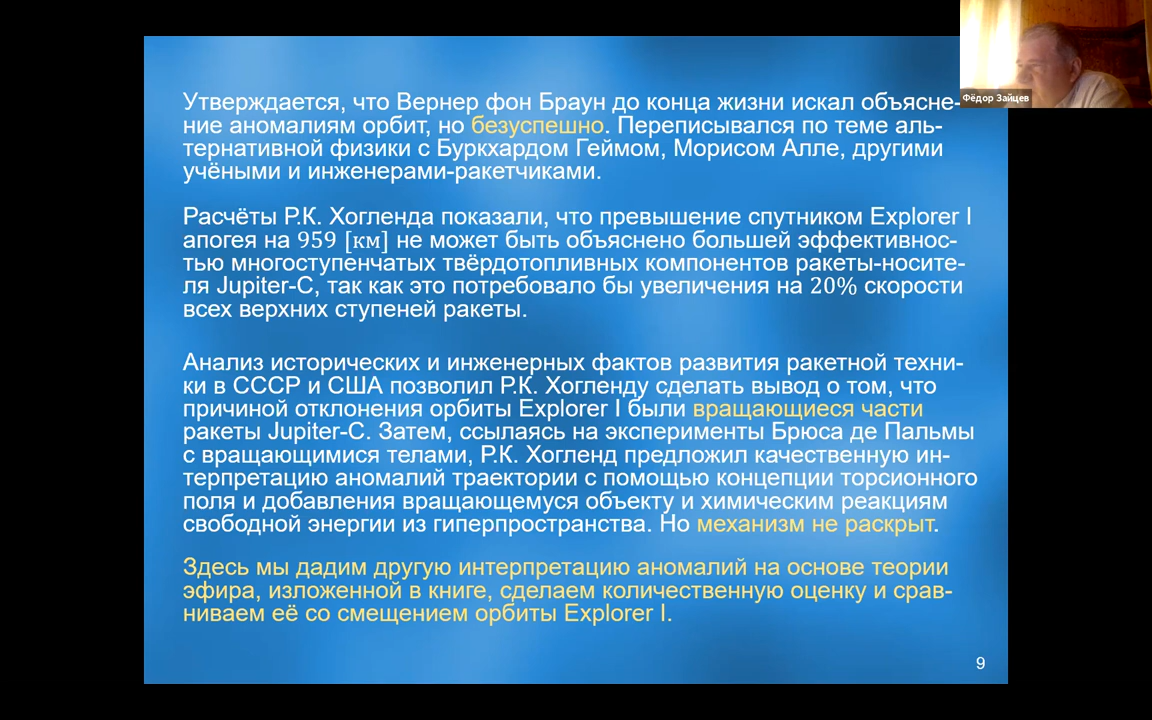 Утверждается, что Вернер фон Браун до конца жизни искал объясне-
ние аномалиям орбит, но безуспешно. Переписывался по теме аль-
тернативной физики с Буркхардом Геймом, Морисом Алле, другими
учёными и инженерами-ракетчиками.
Расчёты Р.К. Хогленда показали, что превышение спутником Explorer I
апогея на 959 [км] не может быть объяснено большей эффективнос-
тью многоступенчатых твёрдотопливных компонентов ракеты-носите-
ля Jupiter-C, так как это потребовало бы увеличения на 20% скорости
всех верхних ступеней ракеты.
Анализ исторических и инженерных фактов развития ракетной техни-
ки в СССР и США позволил Р.К. Хогленду сделать вывод о том, что
причиной отклонения орбиты Explorer I были вращающиеся части
ракеты Jupiter-C. Затем, ссылаясь на эксперименты Брюса де Пальмы
с вращающимися телами, Р.К. Хогленд предложил качественную ин-
терпретацию аномалий траектории с помощью концепции торсионного
поля и добавления вращающемуся объекту и химическим реакциям
свободной энергии из гиперпространства. Но механизм не раскрыт.
Здесь мы дадим другую интерпретацию аномалий на основе теории
эфира, изложенной в книге, сделаем количественную оценку и срав-
ниваем её со смещением орбиты Explorer I.
9
Фёдор Зайцев